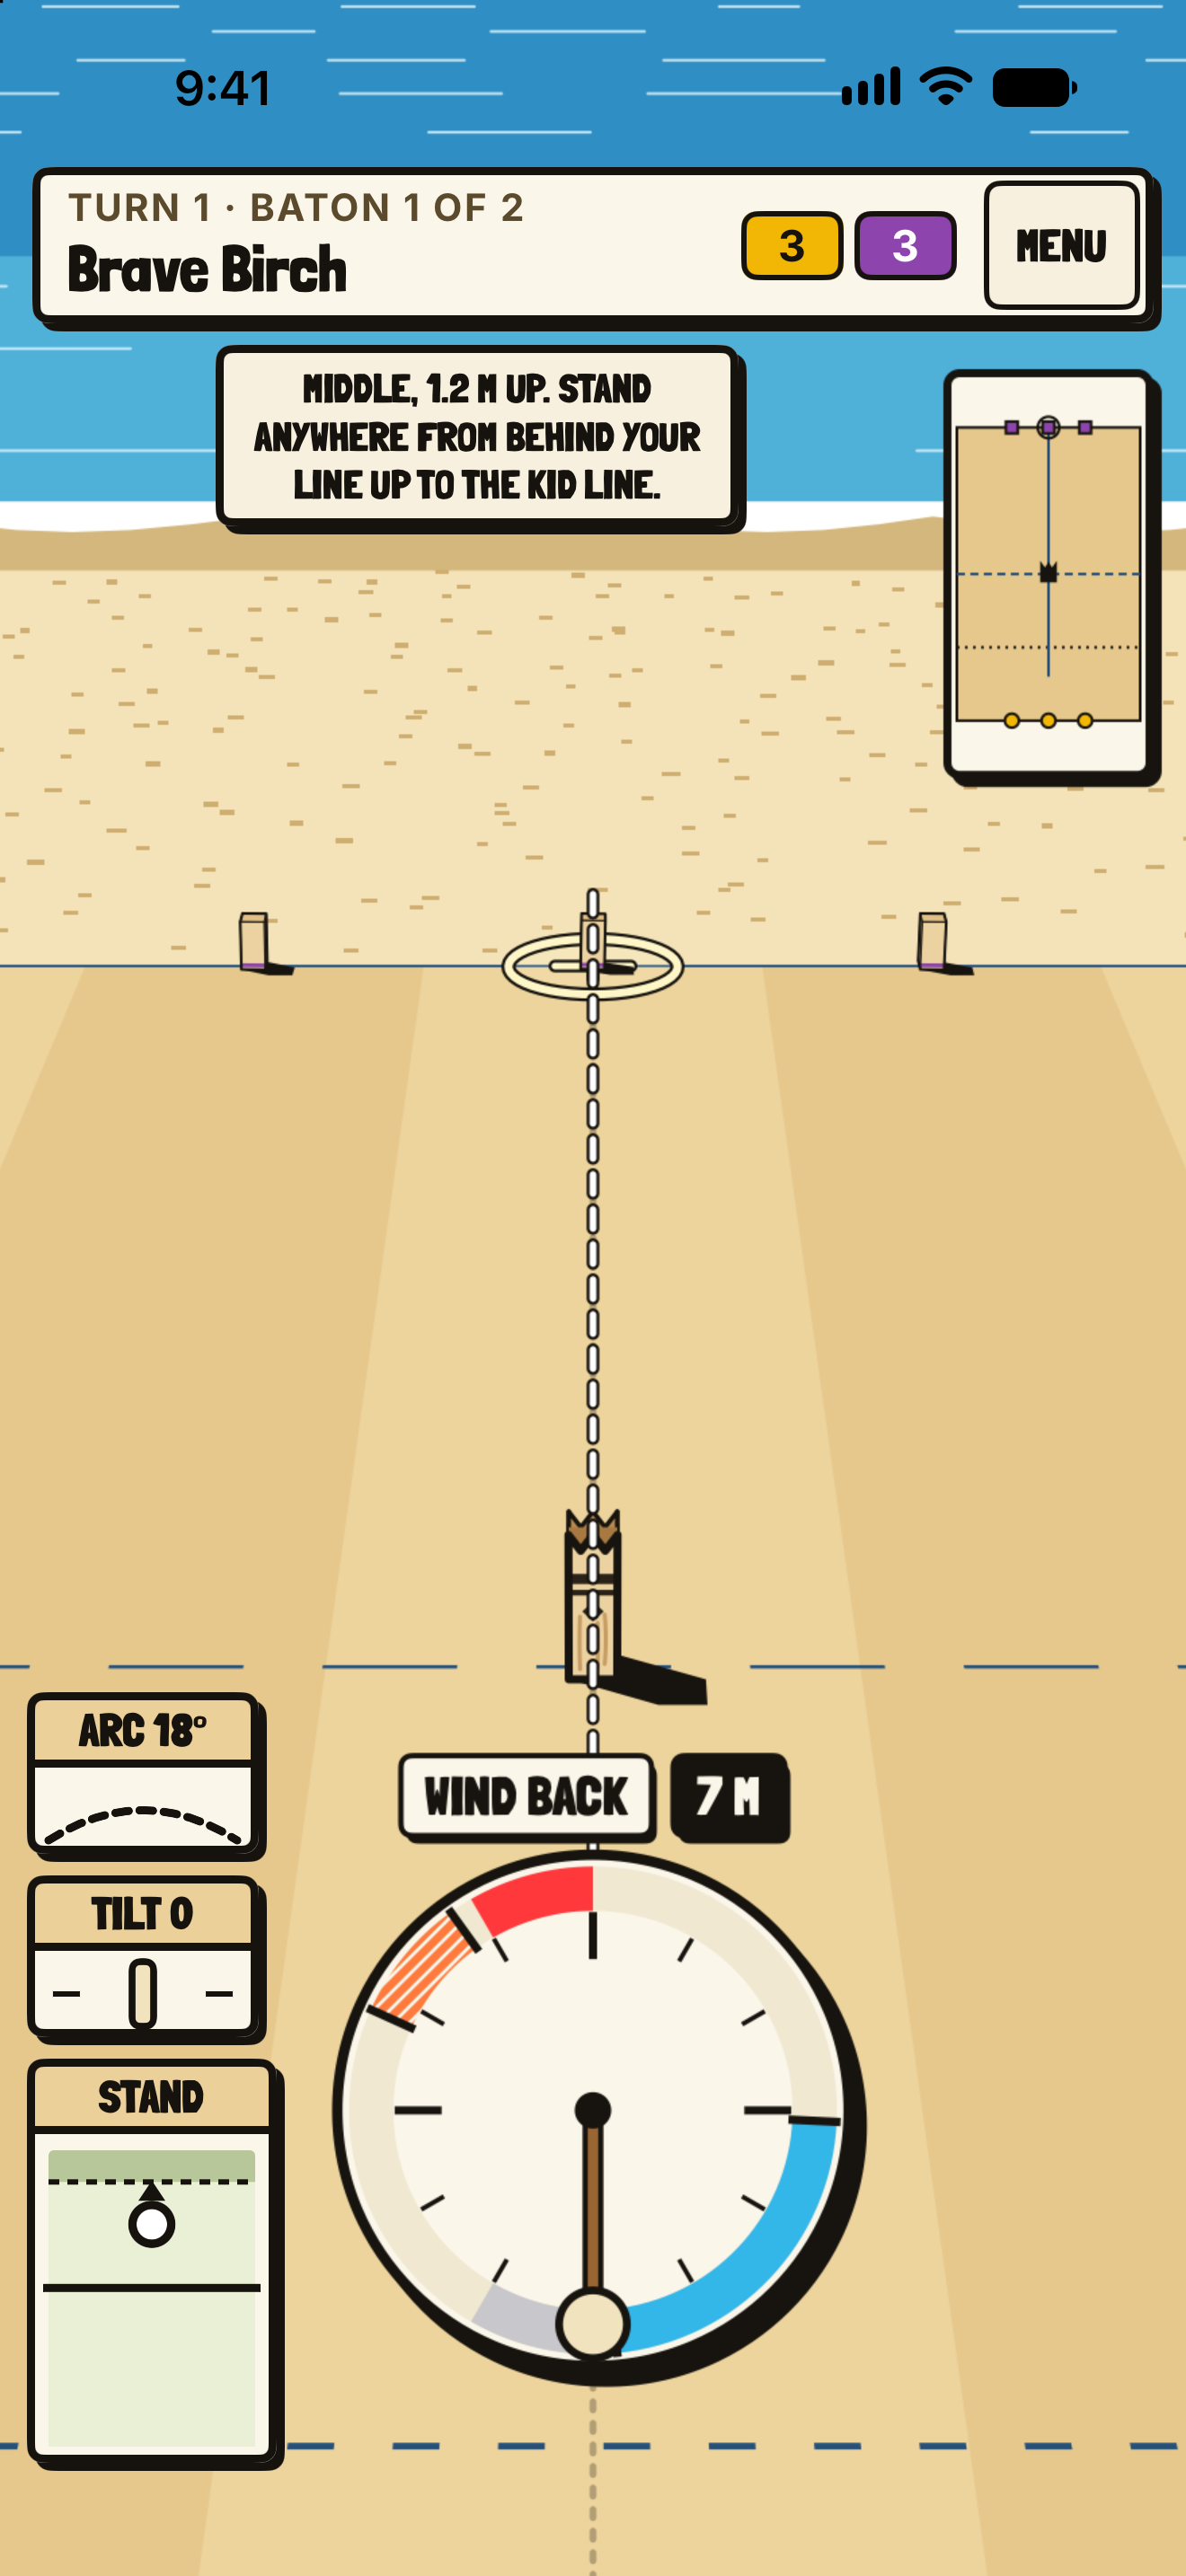 9:41
TURN 1 · BATON 1 OF 2
Brave Birch
3
3
MENU
MIDDLE, 1.2 M UP. STAND
ANYWHERE FROM BEHIND YOUR
LINE UP TO THE KID LINE.
ARC 18°
WIND BACK
7 M
TILT 0
STAND